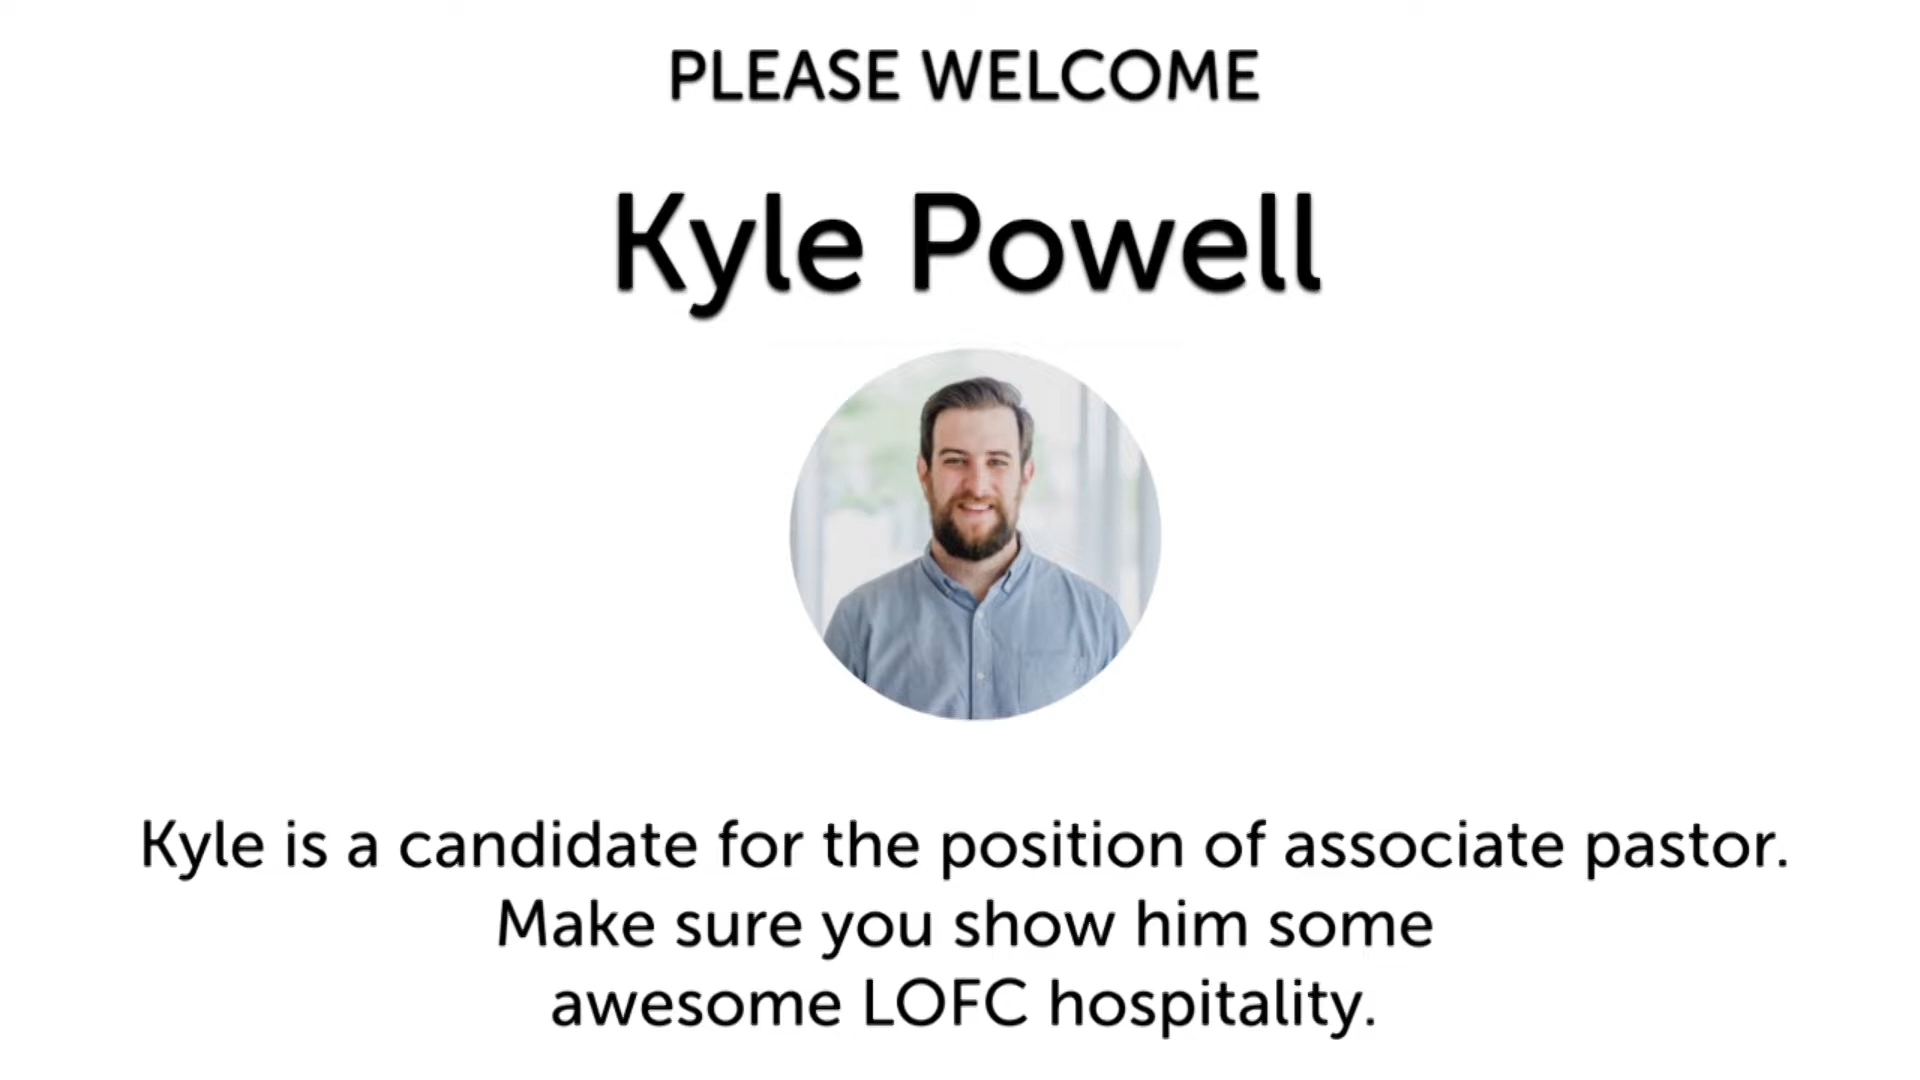 PLEASE WELCOME
Kyle Powell
Kyle is a candidate for the position of associate pastor.
Make sure you show him some
awesome LOFC hospitality.